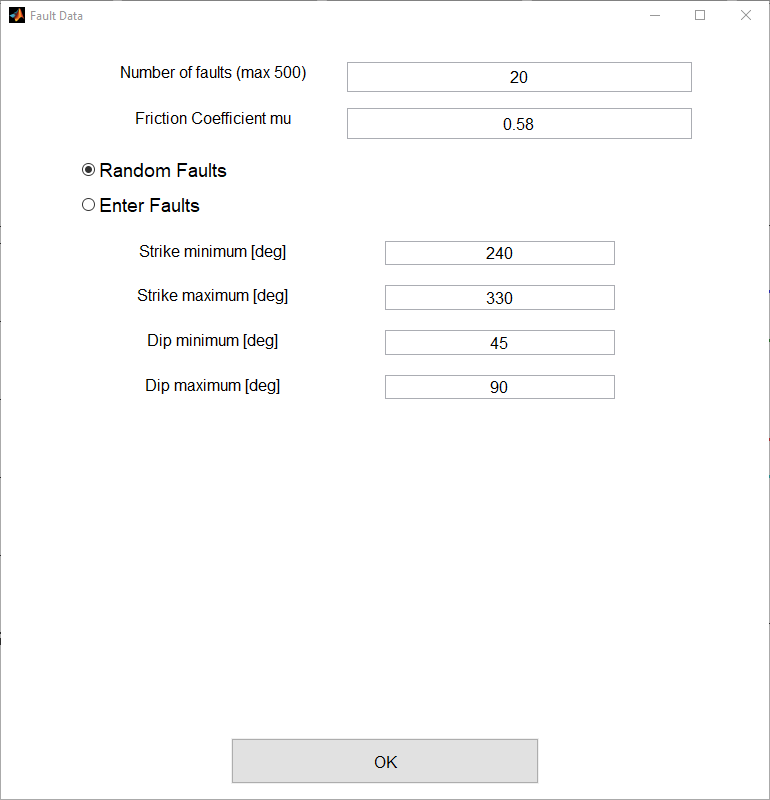 Fault Data
Number of faults (max 500) 20
Friction Coefficient mu 0.58
Random Faults
Enter Faults
Strike minimum [deg] 240
Strike maximum [deg] 330
Dip minimum [deg] 45
Dip maximum [deg] 90
OK